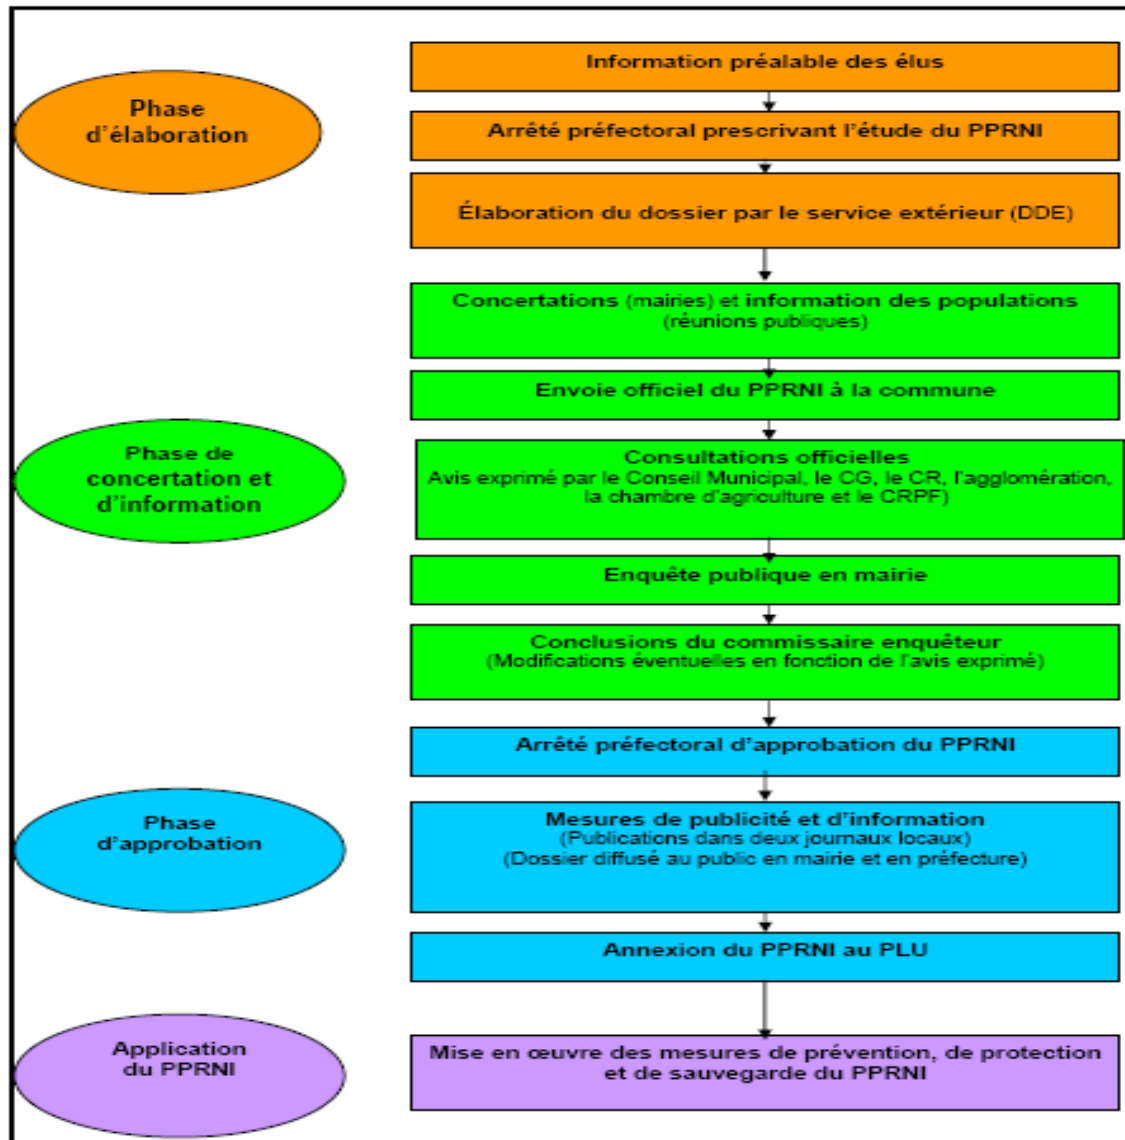 Phase
d'élaboration
Information préalable des élus
Arrêté préfectoral prescrivant l'étude du PPRNI
Élaboration du dossier par le service extérieur (DDE)
Phase de
concertation et
d'information
Concertations (mairies) et information des populations
(réunions publiques)
Envoie officiel du PPRNI à la commune
Consultations officielles
Avis exprimé par le Conseil Municipal, le CG, le CR, l'agglomération,
la chambre d'agriculture et le CRPF)
Enquête publique en mairie
Conclusions du commissaire enquêteur
(Modifications éventuelles en fonction de l'avis exprimé)
Phase
d'approbation
Arrêté préfectoral d'approbation du PPRNI
Mesures de publicité et d'information
(Publications dans deux journaux locaux)
(Dossier diffusé au public en mairie et en préfecture)
Annexion du PPRNI au PLU
Application
du PPRNI
Mise en œuvre des mesures de prévention, de protection
et de sauvegarde du PPRNI